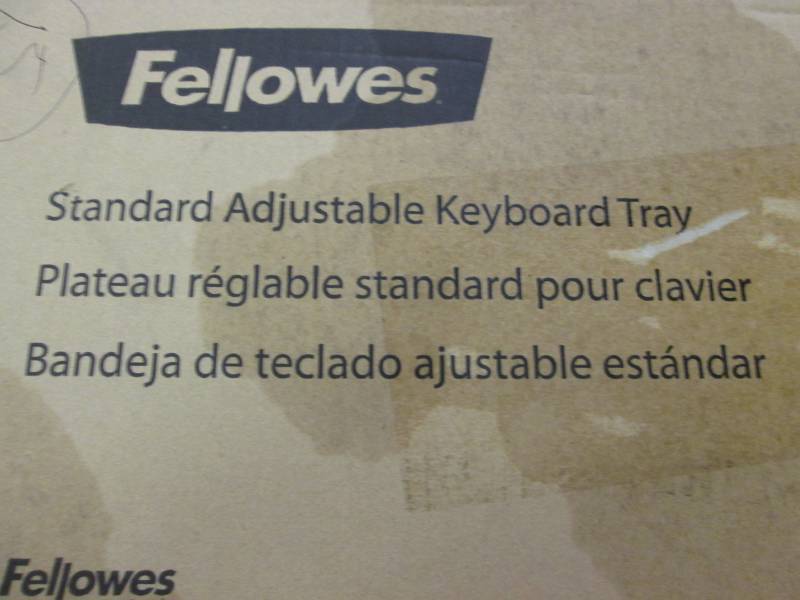 Fellowes
Standard Adjustable Keyboard Tray
Plateau réglable standard pour clavier
Bandeja de teclado ajustable estándar
Fellowes